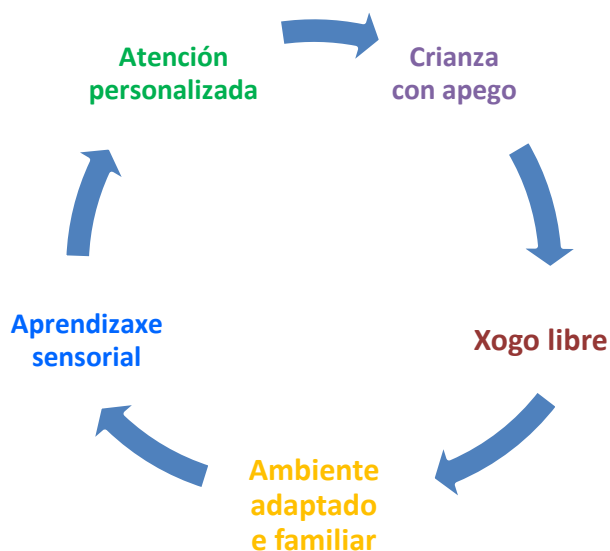 Atención
personalizada
Crianza
con apego
Xogo libre
Ambiente
adaptado
e familiar
Aprendizaxe
sensorial